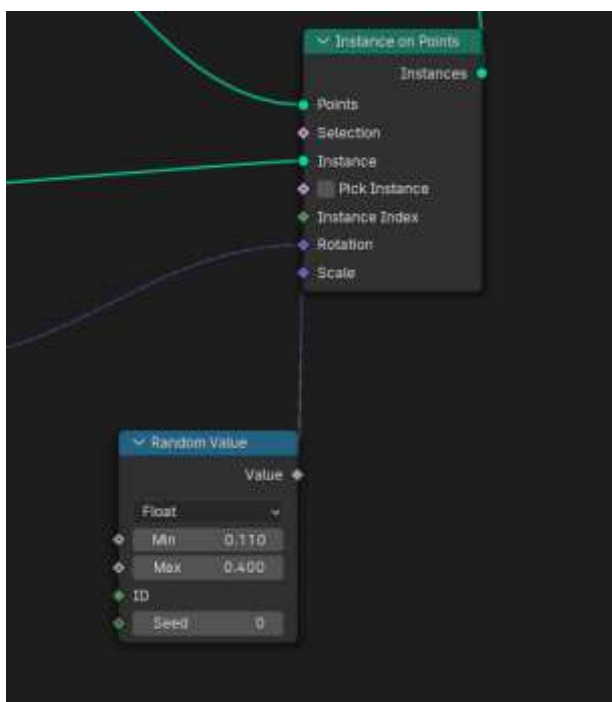 Instance on Points
Instances
Points
Selection
Instance
Pick Instance
Instance Index
Rotation
Scale
Random Value
Value
Float
Min 0.110
Max 0.400
ID
Seed 0